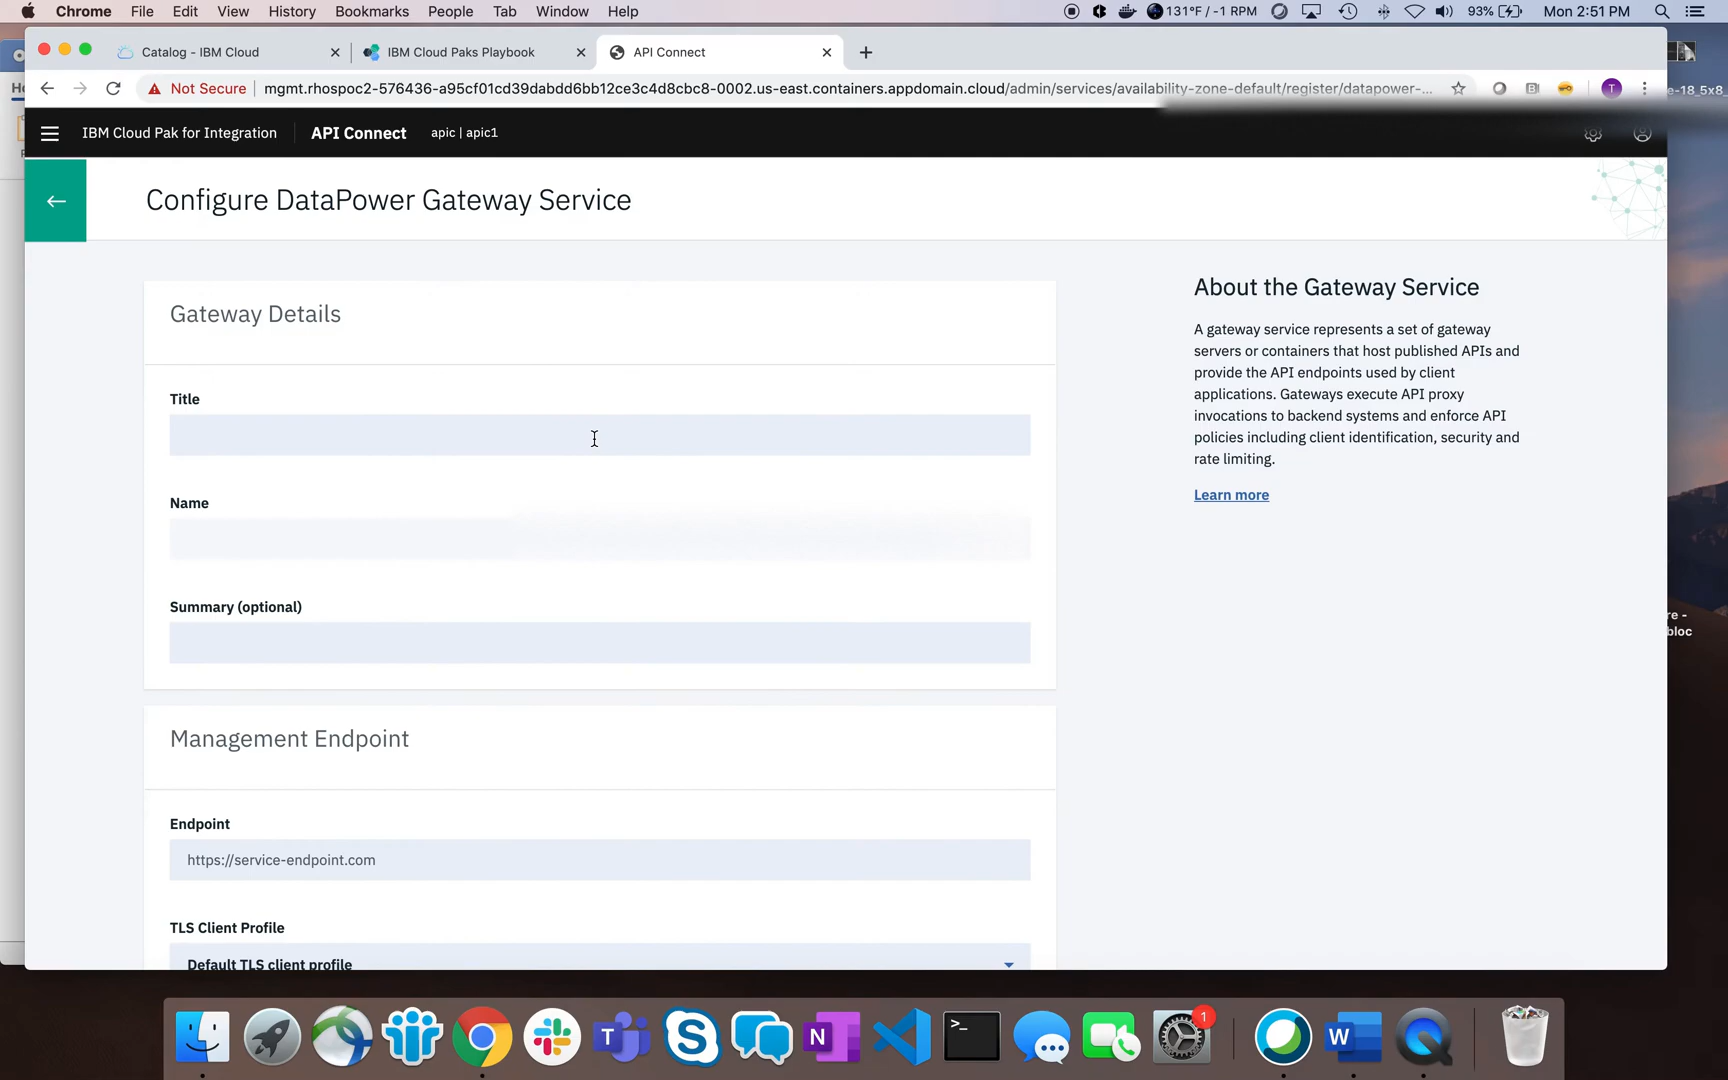 Chrome File Edit View History Bookmarks People Tab Window Help
131°F / -1 RPM 93% Mon 2:51 PM
Catalog - IBM Cloud
IBM Cloud Paks Playbook
API Connect
Not Secure mgmt.rhospoc2-576436-a95cf01cd39dabdd6bb12ce3c4d8cbc8-0002.us-east.containers.appdomain.cloud/admin/services/availability-zone-default/register/datapower-...
T
e-18_5x8_
IBM Cloud Pak for Integration API Connect apic | apic1
Configure DataPower Gateway Service
Gateway Details
Title
Name
Summary (optional)
Management Endpoint
Endpoint
https://service-endpoint.com
TLS Client Profile
Default TLS client profile
About the Gateway Service
A gateway service represents a set of gateway
servers or containers that host published APIs and
provide the API endpoints used by client
applications. Gateways execute API proxy
invocations to backend systems and enforce API
policies including client identification, security and
rate limiting.
Learn more
re -
bloc
1